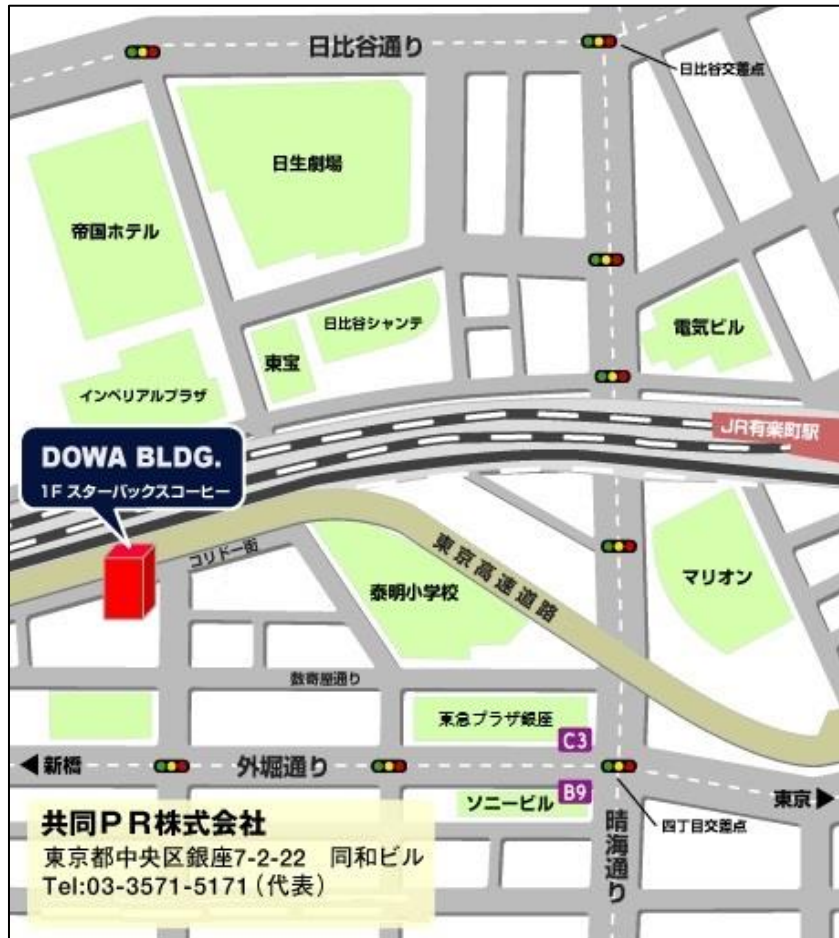 日比谷通り
日比谷交差点
日生劇場
帝国ホテル
日比谷シャンテ
電気ビル
東宝
インペリアルプラザ
JR有楽町駅
DOWA BLDG.
1F スターバックスコーヒー
コリドー街
東京高速道路
マリオン
泰明小学校
数寄屋通り
東急プラザ銀座
C3
新橋
外堀通り
B9
ソニービル
東京
四丁目交差点
晴海通り
共同PR株式会社
東京都中央区銀座7-2-22 同和ビル
Tel:03-3571-5171(代表)